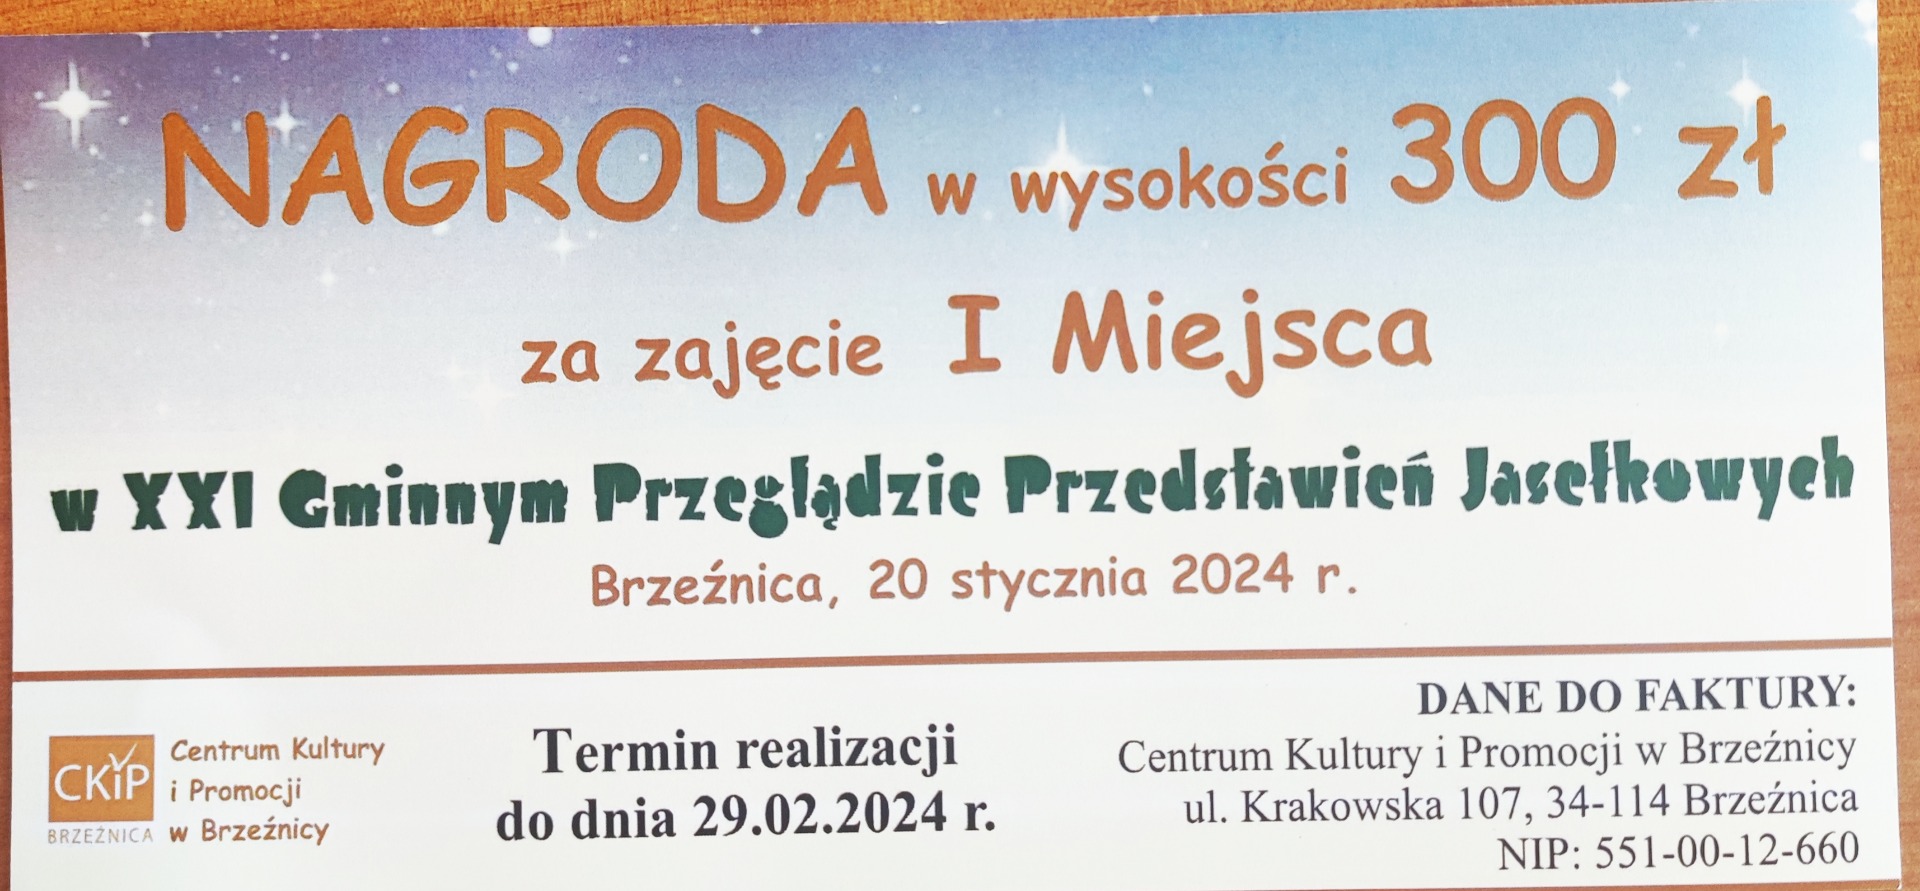 NAGRODA w wysokości 300 zł
za zajęcie I Miejsca
w XXI Gminnym Przeglądzie Przedstawień Jasełkowych
Brzeźnica, 20 stycznia 2024 r.
CKiP
BRZEŹNICA
Centrum Kultury
i Promocji
w Brzeźnicy
Termin realizacji
do dnia 29.02.2024 r.
DANE DO FAKTURY:
Centrum Kultury i Promocji w Brzeźnicy
ul. Krakowska 107, 34-114 Brzeźnica
NIP: 551-00-12-660